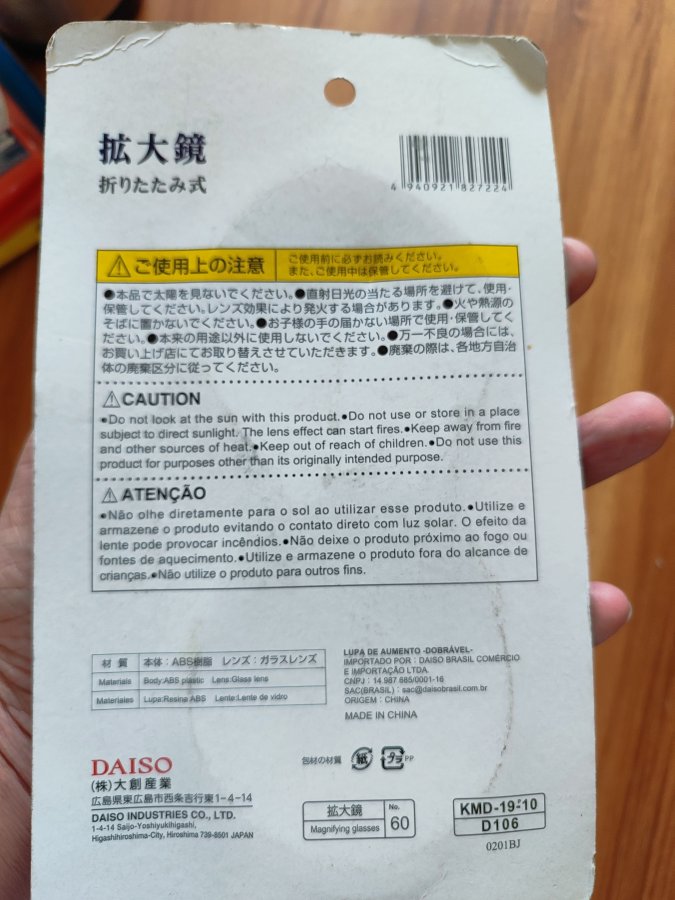 拡大鏡
折りたたみ式
4 940921 827224
ご使用上の注意
ご使用前に必ずお読みください。
また、ご使用中は保管してください。
●本品で太陽を見ないでください。●直射日光の当たる場所を避けて、使用・
保管してください。レンズ効果により発火する場合があります。●火や熱源の
そばに置かないでください。●お子様の手の届かない場所で使用・保管してく
ださい。●本来の用途以外に使用しないでください。●万一不良の場合には、
お買い上げ店にてお取り替えさせていただきます。●廃棄の際は、各地方自治
体の廃棄区分に従ってください。
CAUTION
●Do not look at the sun with this product.●Do not use or store in a place
subject to direct sunlight. The lens effect can start fires.●Keep away from fire
and other sources of heat.●Keep out of reach of children.●Do not use this
product for purposes other than its originally intended purpose.
ATENÇÃO
●Não olhe diretamente para o sol ao utilizar esse produto.●Utilize e
armazene o produto evitando o contato direto com luz solar. O efeito da
lente pode provocar incêndios.●Não deixe o produto próximo ao fogo ou
fontes de aquecimento.●Utilize e armazene o produto fora do alcance de
crianças.●Não utilize o produto para outros fins.
材質 本体：ABS樹脂 レンズ：ガラスレンズ
Materials Body:ABS plastic Lens:Glass lens
Materiales Lupa:Resina ABS Lente:Lente de vidro
LUPA DE AUMENTO -DOBRÁVEL-
IMPORTADO POR : DAISO BRASIL COMÉRCIO
E IMPORTAÇÃO LTDA.
CNPJ : 14.987.685/0001-16
SAC(BRASIL) : sac@daisobrasil.com.br
ORIGEM : CHINA
MADE IN CHINA
包材の材質 紙 プラ PP
DAISO
(株)大創産業
広島県東広島市西条吉行東1-4-14
DAISO INDUSTRIES CO., LTD.
1-4-14 Saijo-Yoshiyukihigashi,
Higashihiroshima-City, Hiroshima 739-8501 JAPAN
拡大鏡
Magnifying glasses
No.
60
KMD-19-10
D106
0201BJ